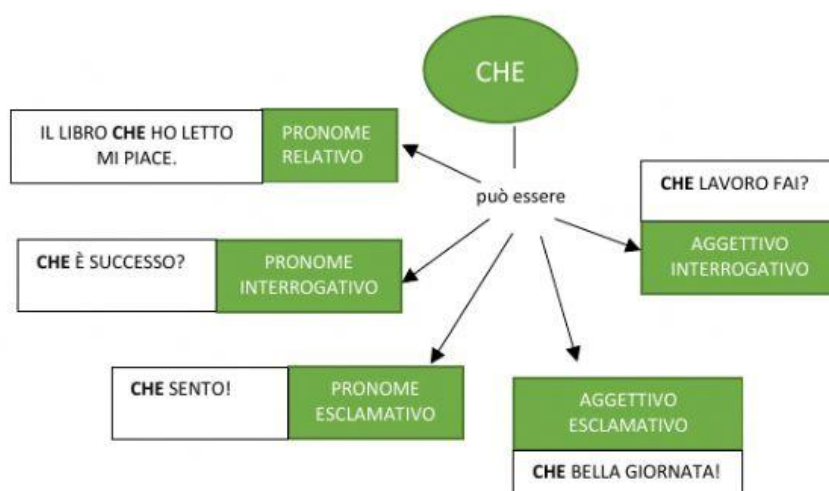 CHE
IL LIBRO CHE HO LETTO
MI PIACE.
PRONOME
RELATIVO
può essere
CHE LAVORO FAI?
AGGETTIVO
INTERROGATIVO
CHE È SUCCESSO?
PRONOME
INTERROGATIVO
CHE SENTO!
PRONOME
ESCLAMATIVO
AGGETTIVO
ESCLAMATIVO
CHE BELLA GIORNATA!